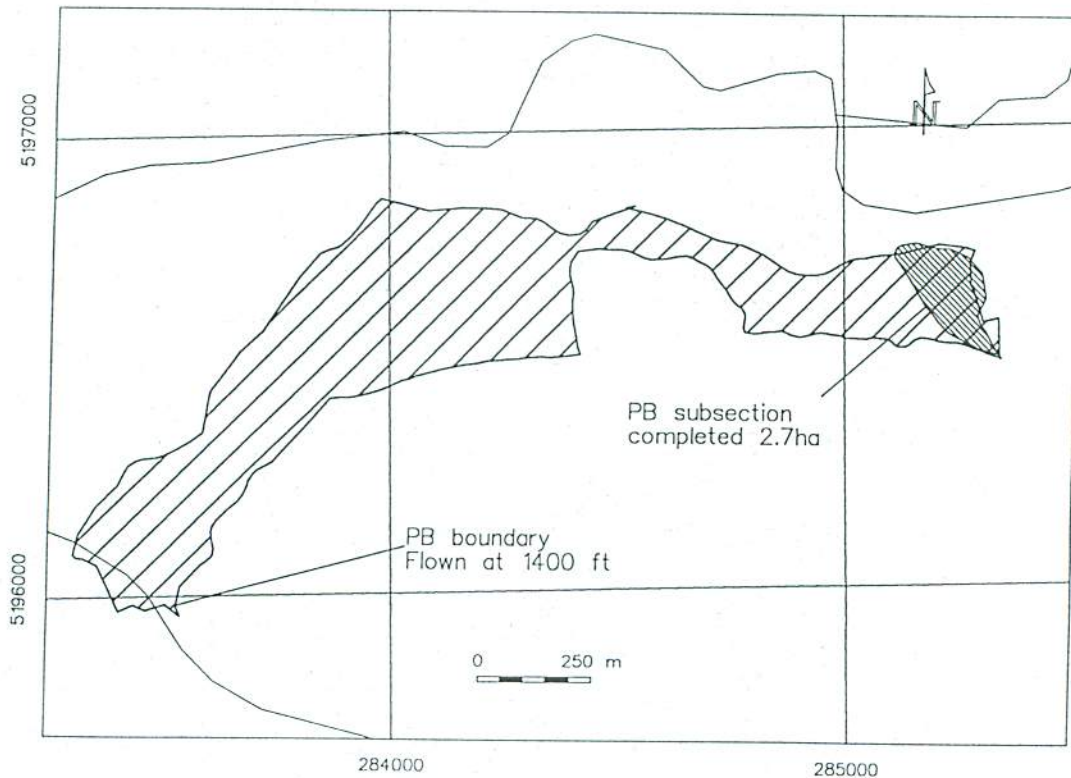 5197000
N
PB subsection
completed 2.7ha
PB boundary
Flown at 1400 ft
5196000
0 250 m
284000 285000